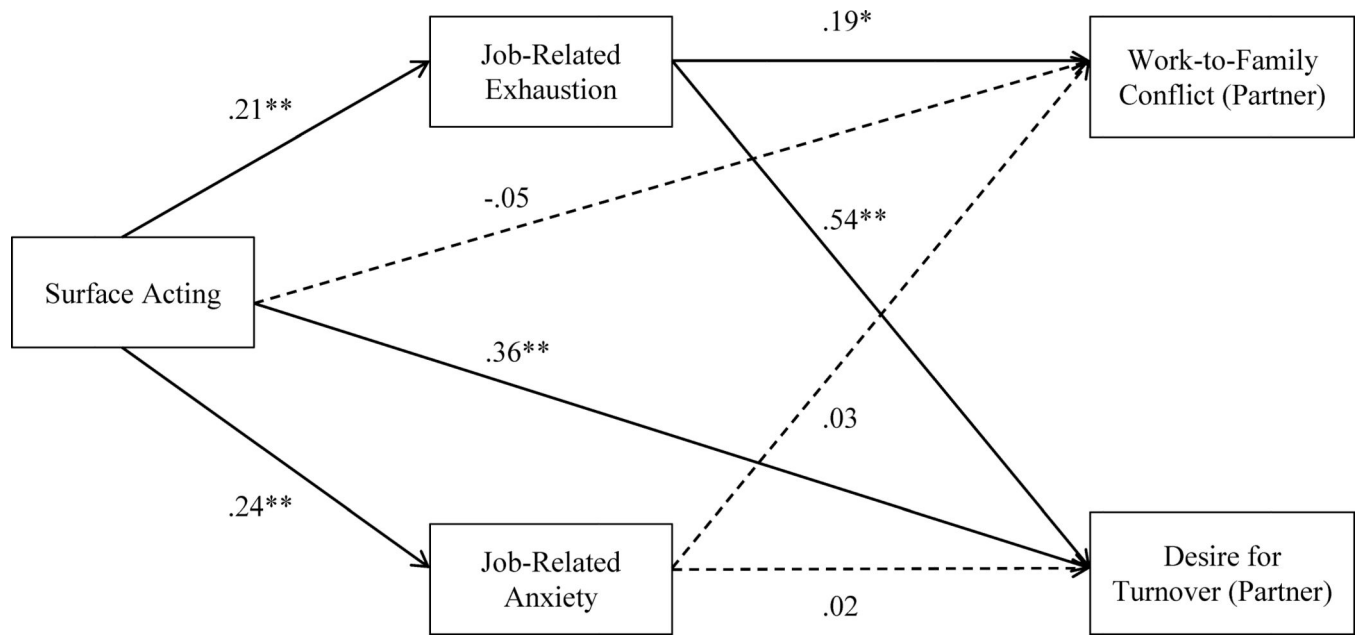 .19*
Job-Related
Exhaustion
Work-to-Family
Conflict (Partner)
.21**
-.05
.54**
Surface Acting
.36**
.03
.24**
Job-Related
Anxiety
Desire for
Turnover (Partner)
.02